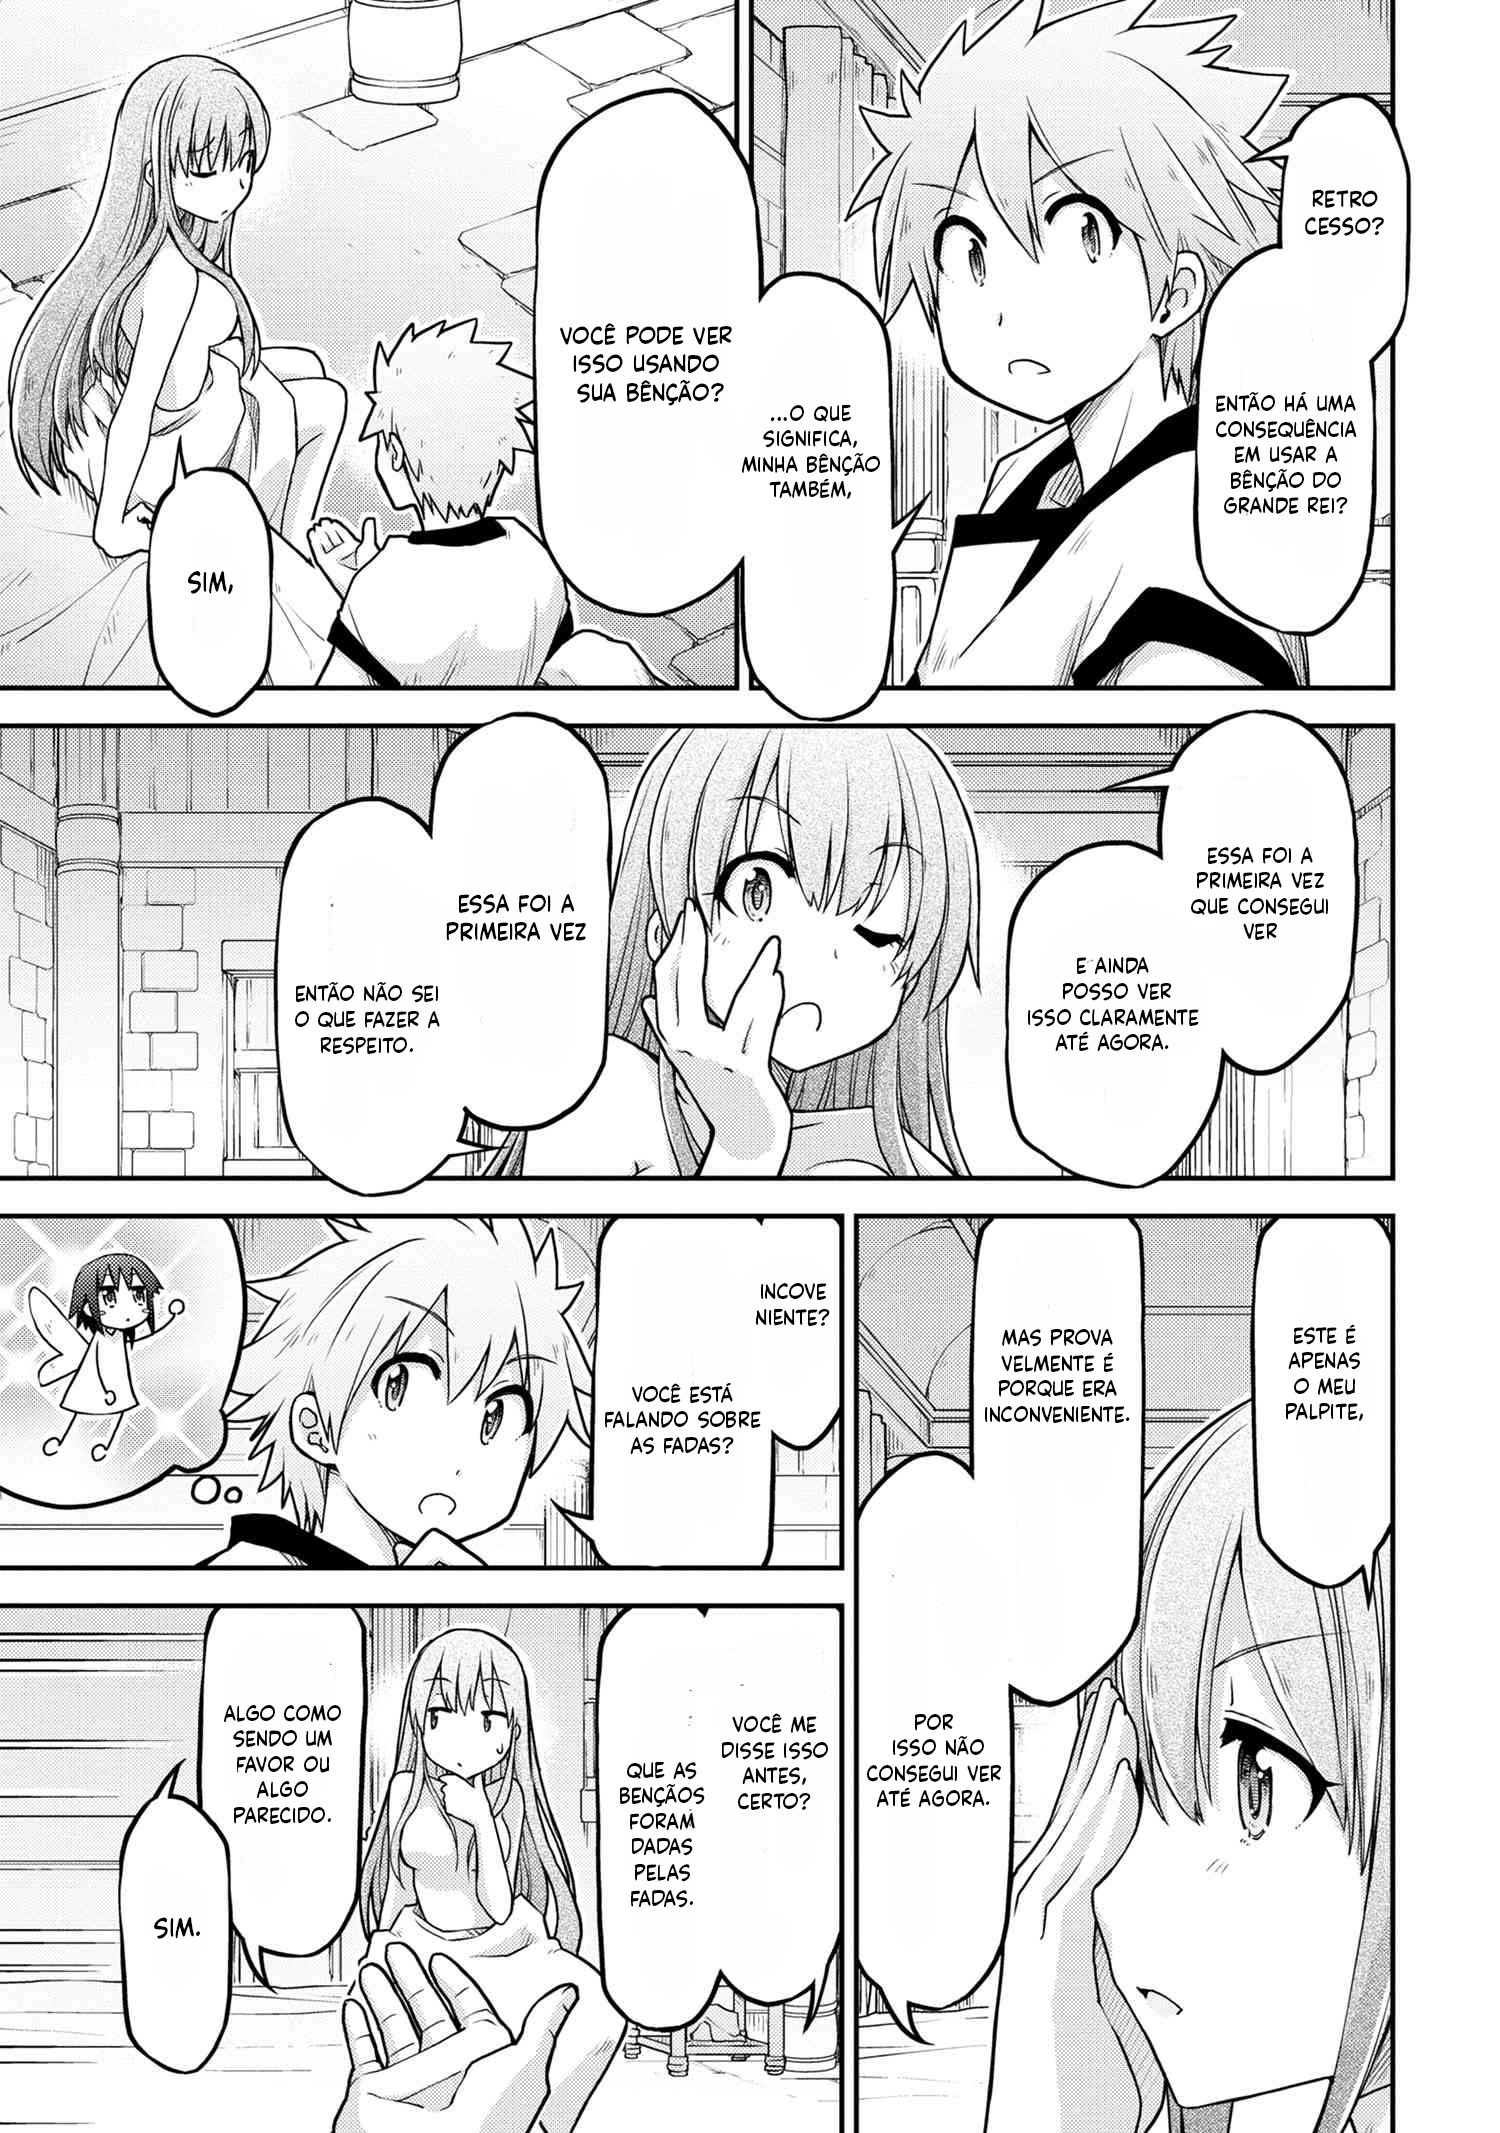 RETRO
CESSO?
ENTÃO HÁ UMA
CONSEQUÊNCIA
EM USAR A
BÊNÇÃO DO
GRANDE REI?
...O QUE
SIGNIFICA,
MINHA BÊNÇÃO
TAMBÉM,
VOCÊ PODE VER
ISSO USANDO
SUA BÊNÇÃO?
SIM,
ESSA FOI A
PRIMEIRA VEZ
QUE CONSEGUI
VER
E AINDA
POSSO VER
ISSO CLARAMENTE
ATÉ AGORA.
ESSA FOI A
PRIMEIRA VEZ
ENTÃO NÃO SEI
O QUE FAZER A
RESPEITO.
ESTE É
APENAS
O MEU
PALPITE,
MAS PROVA
VELMENTE É
PORQUE ERA
INCONVENIENTE.
POR
ISSO NÃO
CONSEGUI VER
ATÉ AGORA.
INCOVE
NIENTE?
VOCÊ ESTÁ
FALANDO SOBRE
AS FADAS?
VOCÊ ME
DISSE ISSO
ANTES,
CERTO?
QUE AS
BENÇÃOS
FORAM
DADAS
PELAS
FADAS.
ALGO COMO
SENDO UM
FAVOR OU
ALGO
PARECIDO.
SIM.